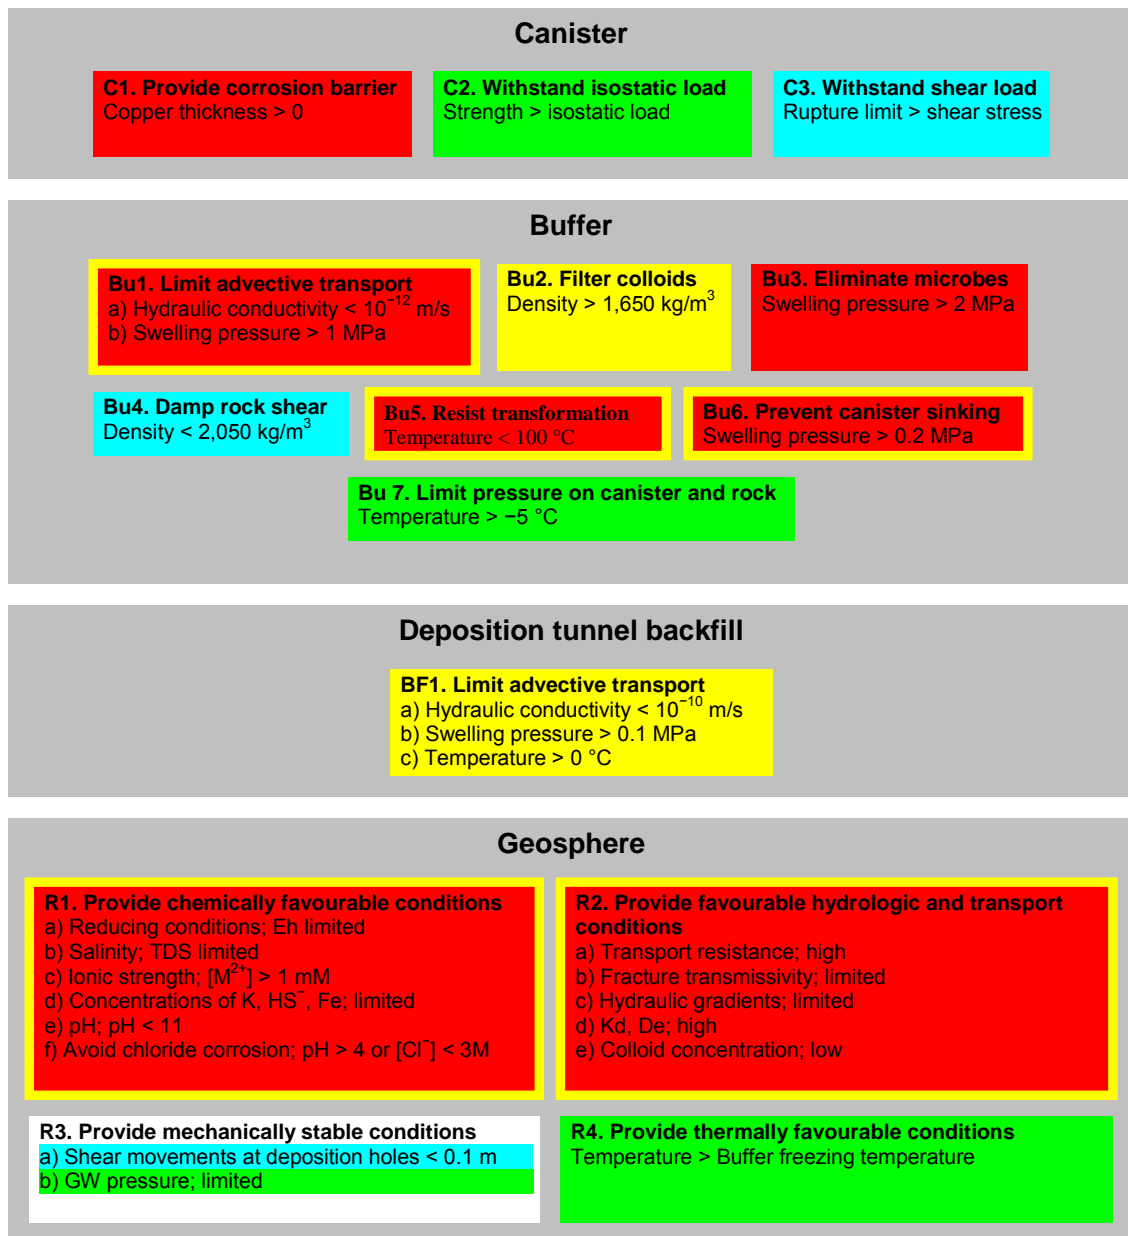 Canister
C1. Provide corrosion barrier
Copper thickness > 0
C2. Withstand isostatic load
Strength > isostatic load
C3. Withstand shear load
Rupture limit > shear stress
Buffer
Bu1. Limit advective transport
a) Hydraulic conductivity < 10⁻¹² m/s
b) Swelling pressure > 1 MPa
Bu2. Filter colloids
Density > 1,650 kg/m³
Bu3. Eliminate microbes
Swelling pressure > 2 MPa
Bu4. Damp rock shear
Density < 2,050 kg/m³
Bu5. Resist transformation
Temperature < 100 °C
Bu6. Prevent canister sinking
Swelling pressure > 0.2 MPa
Bu 7. Limit pressure on canister and rock
Temperature > −5 °C
Deposition tunnel backfill
BF1. Limit advective transport
a) Hydraulic conductivity < 10⁻¹⁰ m/s
b) Swelling pressure > 0.1 MPa
c) Temperature > 0 °C
Geosphere
R1. Provide chemically favourable conditions
a) Reducing conditions; Eh limited
b) Salinity; TDS limited
c) Ionic strength; [M²⁺] > 1 mM
d) Concentrations of K, HS⁻, Fe; limited
e) pH; pH < 11
f) Avoid chloride corrosion; pH > 4 or [Cl⁻] < 3M
R2. Provide favourable hydrologic and transport
conditions
a) Transport resistance; high
b) Fracture transmissivity; limited
c) Hydraulic gradients; limited
d) Kd, De; high
e) Colloid concentration; low
R3. Provide mechanically stable conditions
a) Shear movements at deposition holes < 0.1 m
b) GW pressure; limited
R4. Provide thermally favourable conditions
Temperature > Buffer freezing temperature